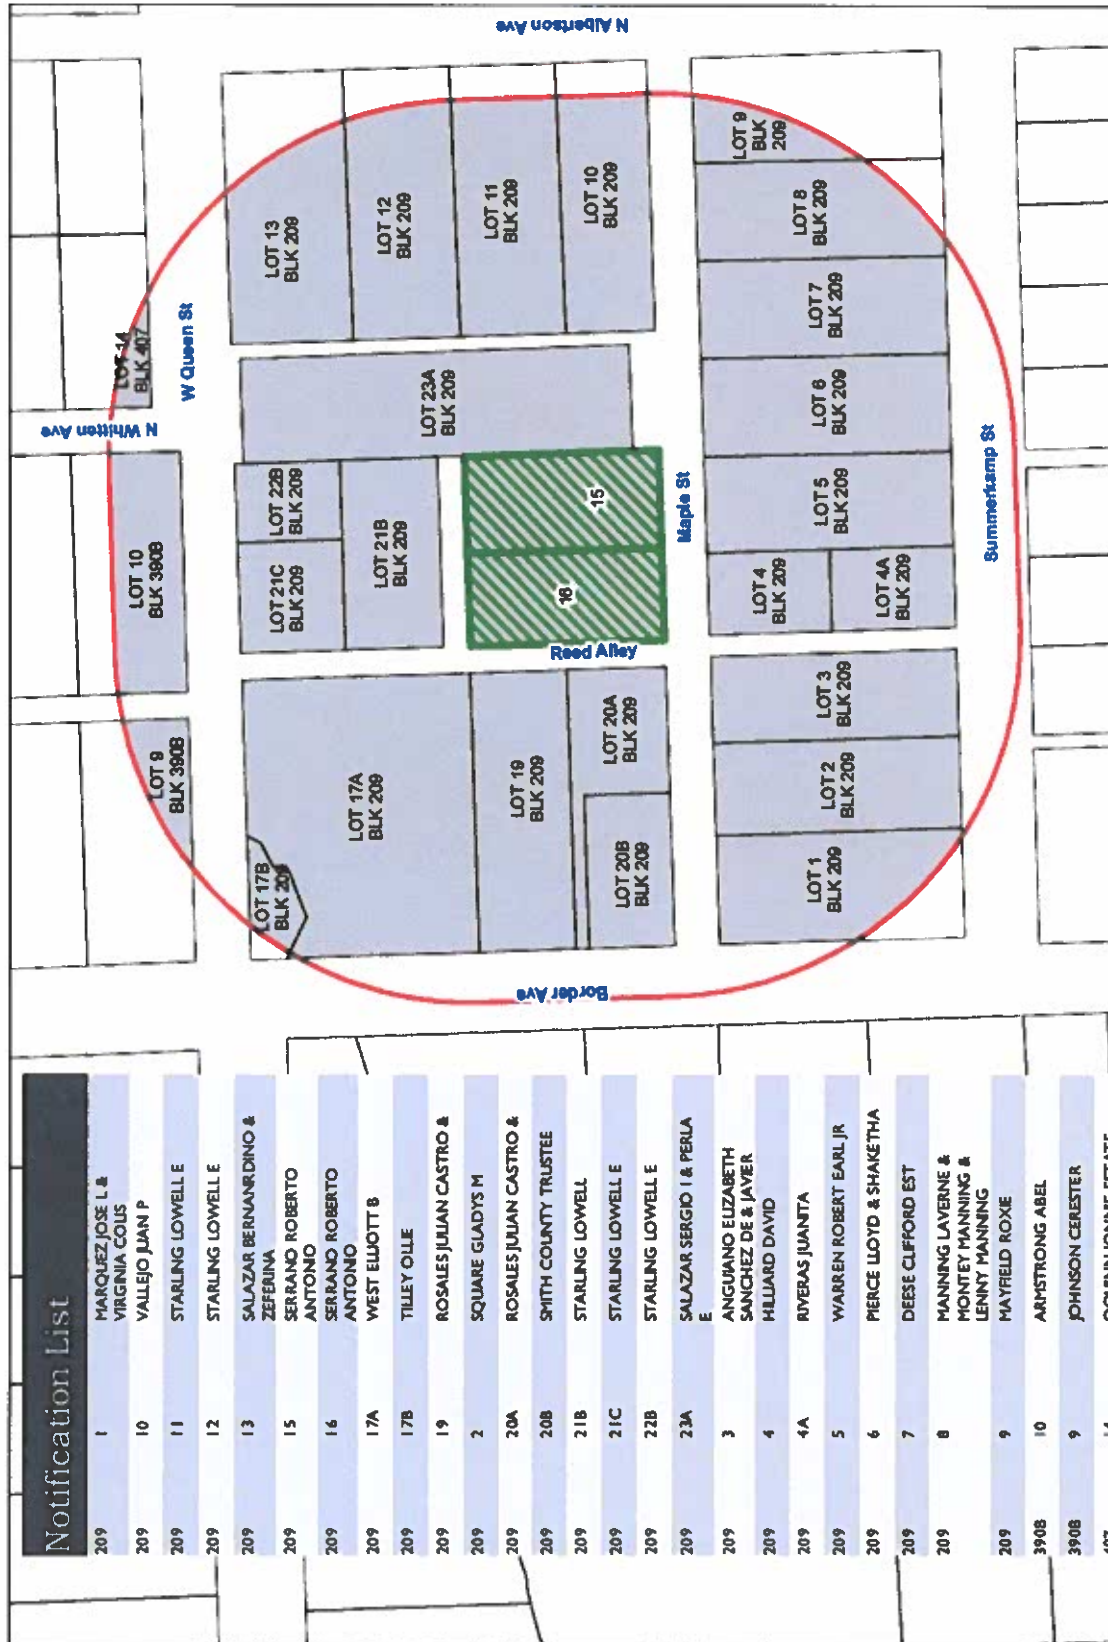 Notification List
209 1 MARQUEZ JOSE L &
VIRGINIA COLIS
209 10 VALLEJO JUAN P
209 11 STARLING LOWELL E
209 12 STARLING LOWELL E
209 13 SALAZAR BERNANRDINO &
ZEFERINA
209 15 SERRANO ROBERTO
ANTONIO
209 16 SERRANO ROBERTO
ANTONIO
209 17A WEST ELIOTT B
209 17B TILLEY OLLIE
209 19 ROSALES JULIAN CASTRO &
209 2 SQUARE GLADYS M
209 20A ROSALES JULIAN CASTRO &
209 20B SMITH COUNTY TRUSTEE
209 21B STARLING LOWELL
209 21C STARLING LOWELL E
209 22B STARLING LOWELL E
209 23A SALAZAR SERGIO I & PERLA
E
209 3 ANGUIANO ELIZABETH
SANCHEZ DE & JAVIER
209 4 HILLIARD DAVID
209 4A RIVERAS JUANITA
209 5 WARREN ROBERT EARL JR
209 6 PIERCE LLOYD & SHAKETHA
209 7 DEESE CLIFFORD EST
209 8 MANNING LAVERNE &
MONTEY MANNING &
LENNY MANNING
209 9 MAYFIELD ROXIE
390B 10 ARMSTRONG ABEL
390B 9 JOHNSON CERESTER
LOT 9
BLK 390B
LOT 10
BLK 390B
N Whitten Ave
LOT 14
BLK 407
W Queen St
LOT 17B
BLK 209
LOT 17A
BLK 209
LOT 21C
BLK 209
LOT 22B
BLK 209
LOT 21B
BLK 209
LOT 23A
BLK 209
LOT 13
BLK 209
LOT 12
BLK 209
LOT 11
BLK 209
LOT 10
BLK 209
N Albertson Ave
LOT 19
BLK 209
LOT 20A
BLK 209
LOT 20B
BLK 209
Border Ave
Reed Alley
16
15
Maple St
LOT 1
BLK 209
LOT 2
BLK 209
LOT 3
BLK 209
LOT 4
BLK 209
LOT 4A
BLK 209
LOT 5
BLK 209
LOT 6
BLK 209
LOT 7
BLK 209
LOT 8
BLK 209
LOT 9
BLK
209
Summerkamp St